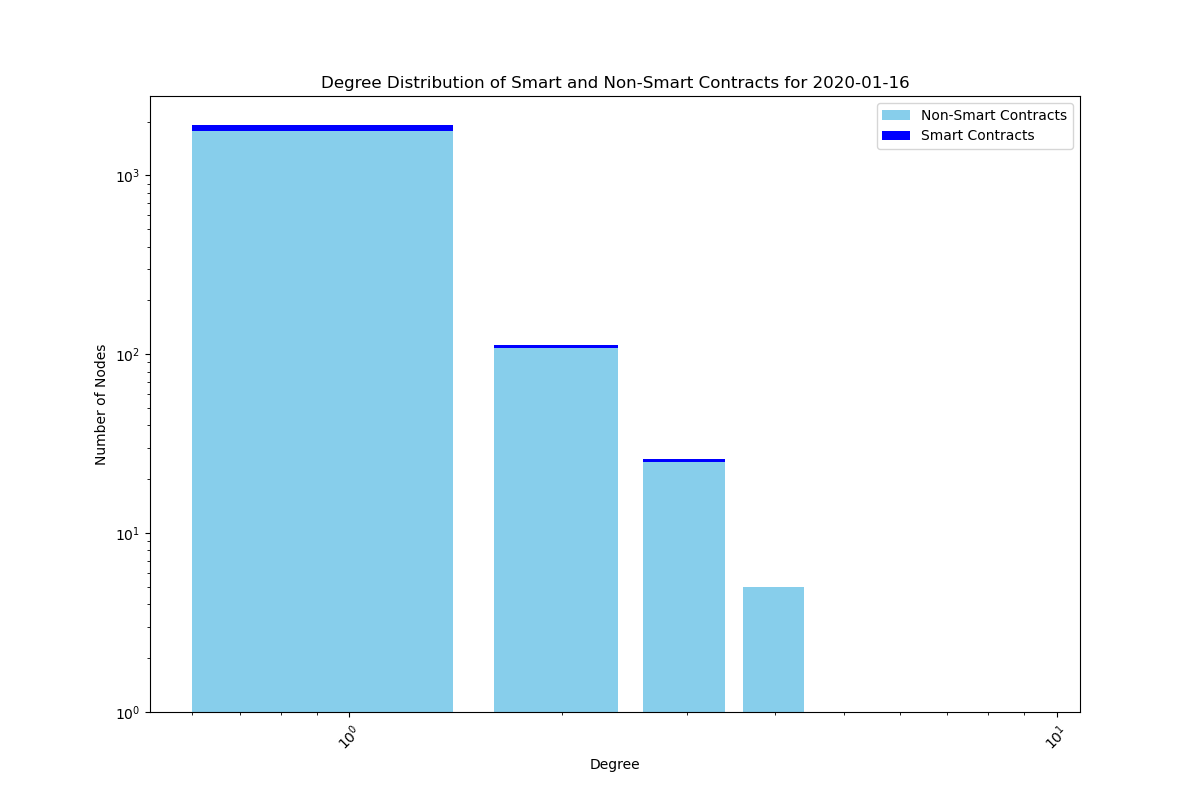 Degree Distribution of Smart and Non-Smart Contracts for 2020-01-16
Non-Smart Contracts
Smart Contracts
Number of Nodes
10³
10²
10¹
10⁰
10⁰
10¹
Degree